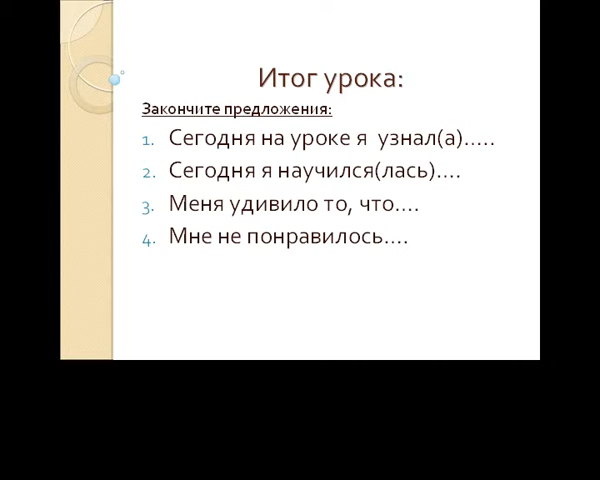 Итог урока:
Закончите предложения:
1. Сегодня на уроке я узнал(а).....
2. Сегодня я научился(лась)....
3. Меня удивило то, что....
4. Мне не понравилось....